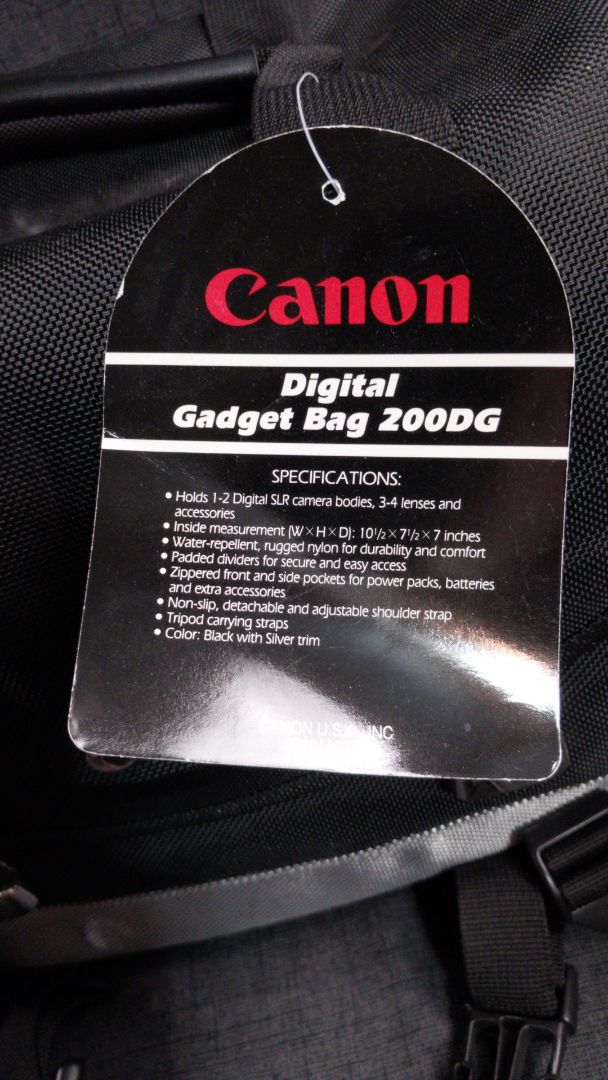 Canon
Digital
Gadget Bag 200DG
SPECIFICATIONS:
• Holds 1-2 Digital SLR camera bodies, 3-4 lenses and
accessories
• Inside measurement (W×H×D): 10¹/₂×7¹/₂×7 inches
• Water-repellent, rugged nylon for durability and comfort
• Padded dividers for secure and easy access
• Zippered front and side pockets for power packs, batteries
and extra accessories
• Non-slip, detachable and adjustable shoulder strap
• Tripod carrying straps
• Color: Black with Silver trim
CANON U.S.A. INC